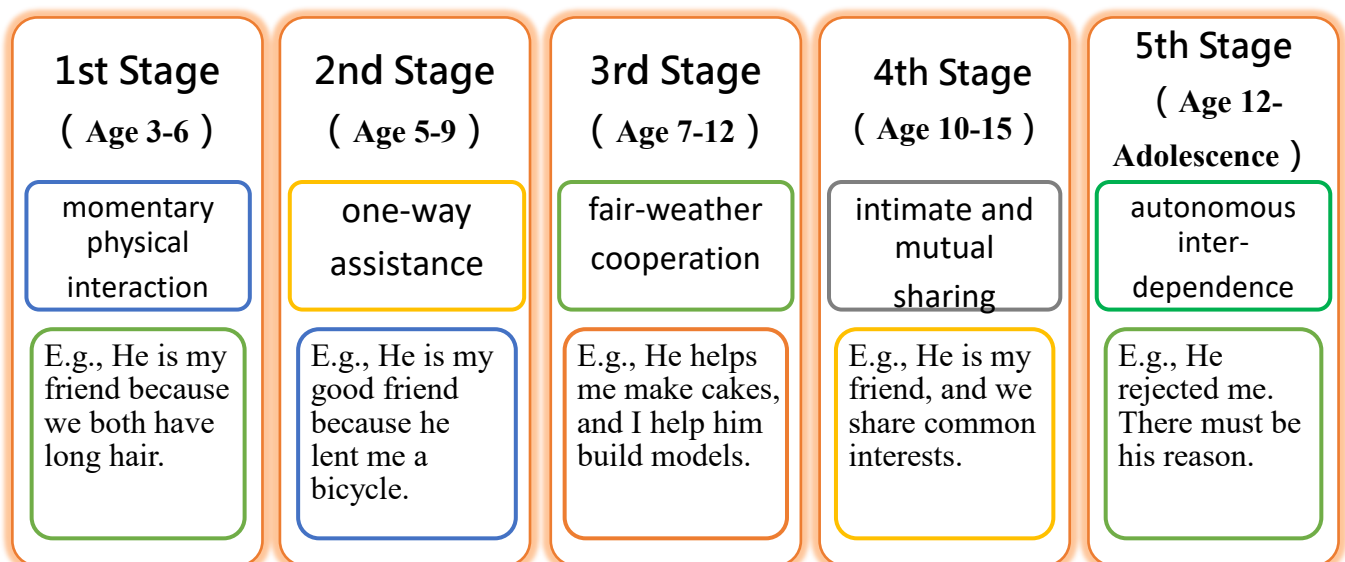 1st Stage
( Age 3-6 )
momentary
physical
interaction
E.g., He is my
friend because
we both have
long hair.
2nd Stage
( Age 5-9 )
one-way
assistance
E.g., He is my
good friend
because he
lent me a
bicycle.
3rd Stage
( Age 7-12 )
fair-weather
cooperation
E.g., He helps
me make cakes,
and I help him
build models.
4th Stage
( Age 10-15 )
intimate and
mutual
sharing
E.g., He is my
friend, and we
share common
interests.
5th Stage
( Age 12-
Adolescence )
autonomous
inter-
dependence
E.g., He
rejected me.
There must be
his reason.